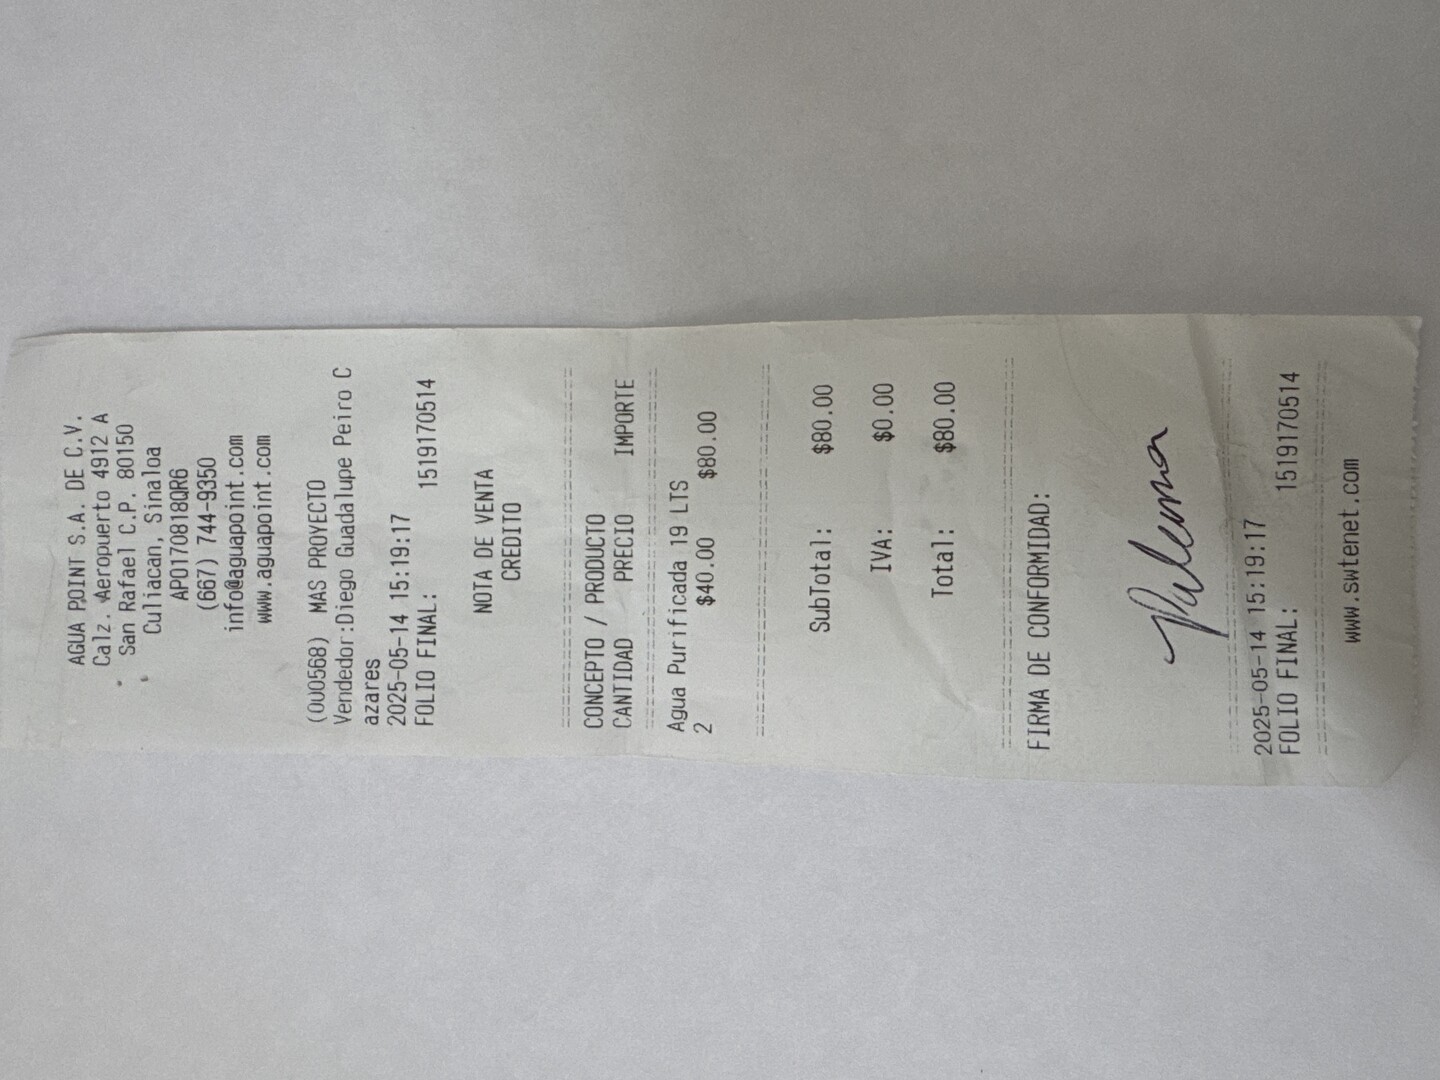 AGUA POINT S.A. DE C.V.
Calz. Aeropuerto 4912 A
San Rafael C.P. 80150
Culiacan, Sinaloa
APO170818QR6
(667) 744-9350
info@aguapoint.com
www.aguapoint.com
(000568) MAS PROYECTO
Vendedor:Diego Guadalupe Peiro C
azares
2025-05-14 15:19:17
FOLIO FINAL: 1519170514
NOTA DE VENTA
CREDITO
CONCEPTO / PRODUCTO
CANTIDAD PRECIO IMPORTE
Agua Purificada 19 LTS
2 $40.00 $80.00
SubTotal: $80.00
IVA: $0.00
Total: $80.00
FIRMA DE CONFORMIDAD:
Paloma
2025-05-14 15:19:17
FOLIO FINAL: 1519170514
www.swtenet.com